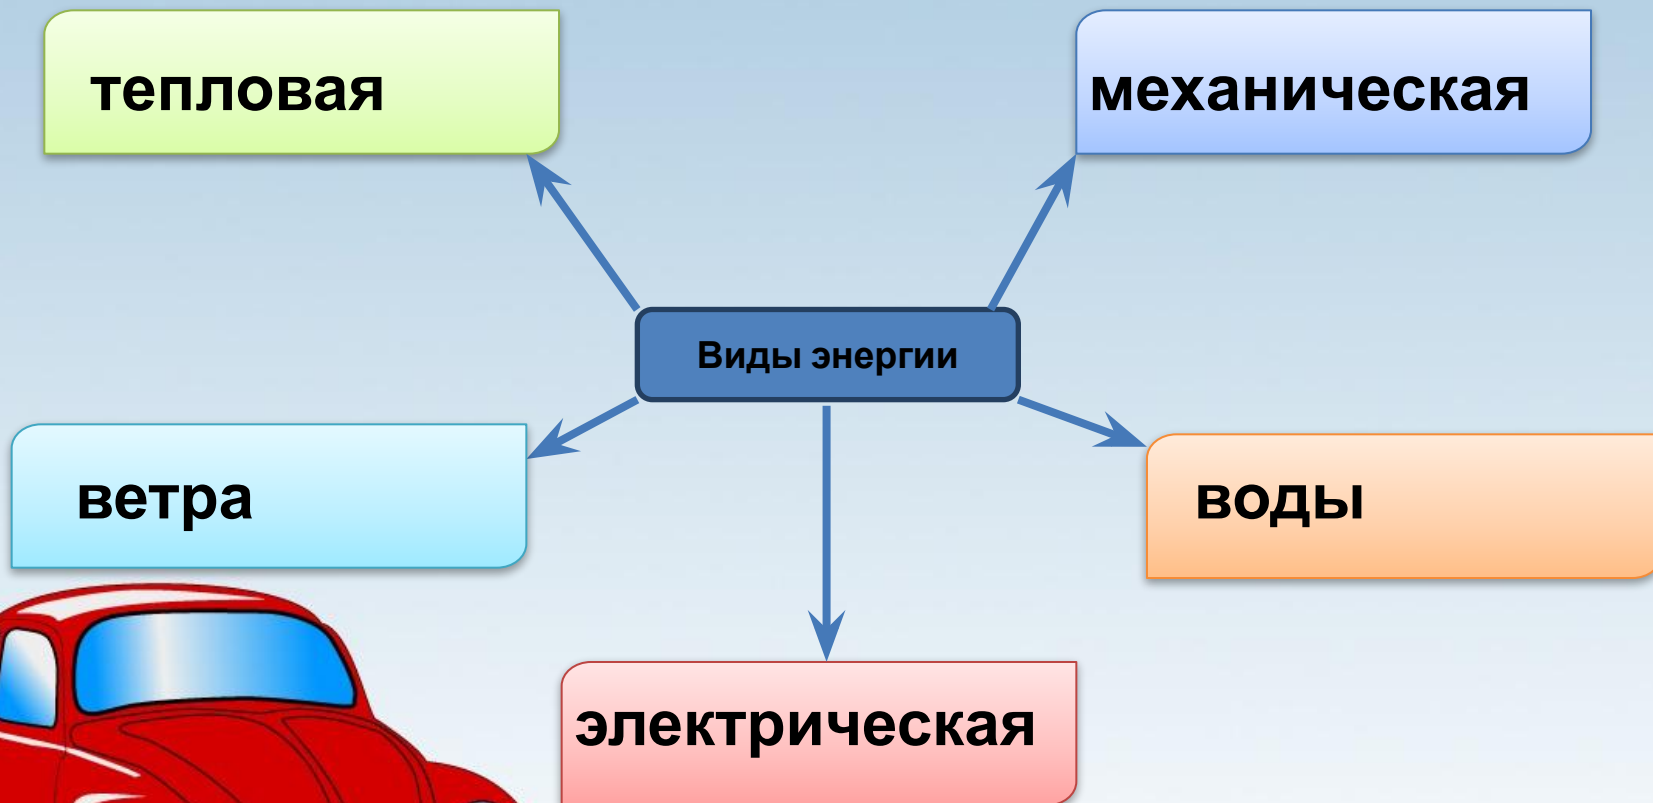 тепловая
механическая
Виды энергии
ветра
воды
электрическая